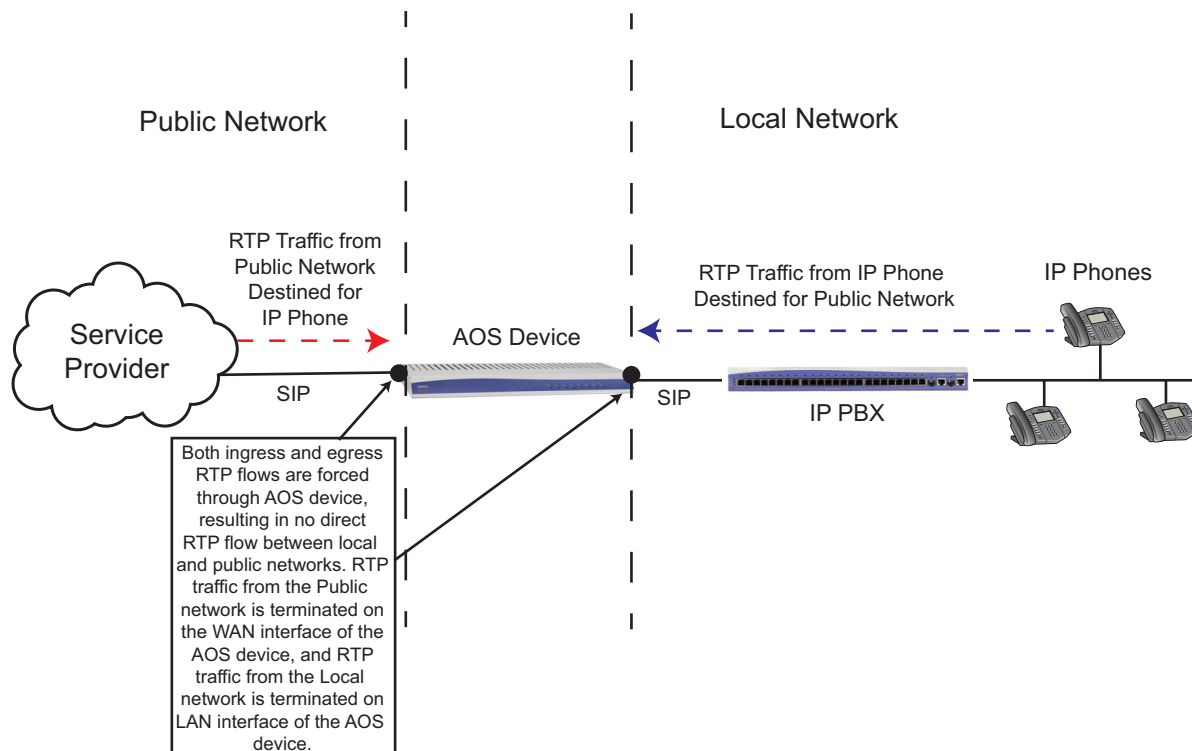 Public Network
Local Network
RTP Traffic from
Public Network
Destined for
IP Phone
RTP Traffic from IP Phone
Destined for Public Network
IP Phones
Service
Provider
AOS Device
SIP
SIP
IP PBX
Both ingress and egress
RTP flows are forced
through AOS device,
resulting in no direct
RTP flow between local
and public networks. RTP
traffic from the Public
network is terminated on
the WAN interface of the
AOS device, and RTP
traffic from the Local
network is terminated on
LAN interface of the AOS
device.